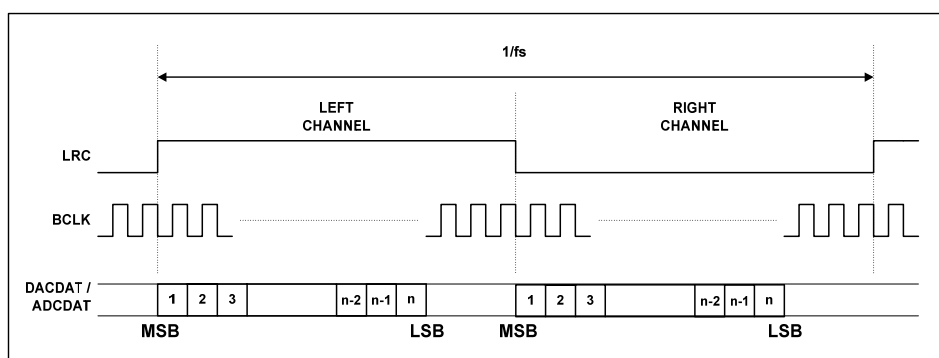 1/fs
LEFT
CHANNEL
RIGHT
CHANNEL
LRC
BCLK
DACDAT /
ADCDAT
1 2 3 n-2 n-1 n 1 2 3 n-2 n-1 n
MSB LSB MSB LSB